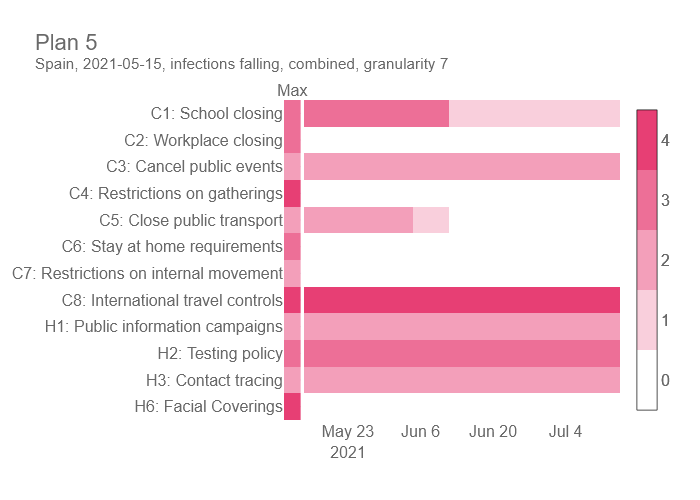 Plan 5
Spain, 2021-05-15, infections falling, combined, granularity 7
Max
C1: School closing
C2: Workplace closing
C3: Cancel public events
C4: Restrictions on gatherings
C5: Close public transport
C6: Stay at home requirements
C7: Restrictions on internal movement
C8: International travel controls
H1: Public information campaigns
H2: Testing policy
H3: Contact tracing
H6: Facial Coverings
4
3
2
1
0
May 23 Jun 6 Jun 20 Jul 4
2021